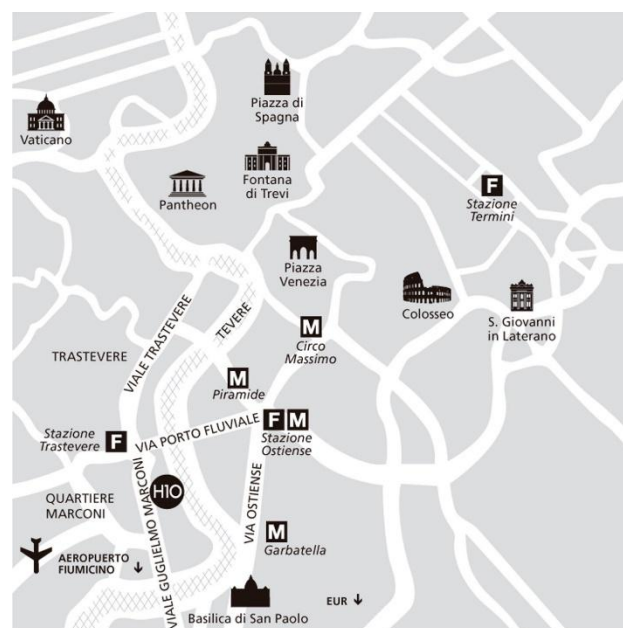 Piazza di
Spagna
Vaticano
Pantheon
Fontana
di Trevi
F
Stazione
Termini
Piazza
Venezia
Colosseo
S. Giovanni
in Laterano
VIALE TRASTEVERE
TEVERE
M
Circo
Massimo
TRASTEVERE
M
Piramide
Stazione
Trastevere
F
VIA PORTO FLUVIALE
F M
Stazione
Ostiense
QUARTIERE
MARCONI
H10
VIALE GUGLIELMO MARCONI
VIA OSTIENSE
M
Garbatella
AEROPUERTO
FIUMICINO ↓
Basilica di San Paolo
EUR ↓